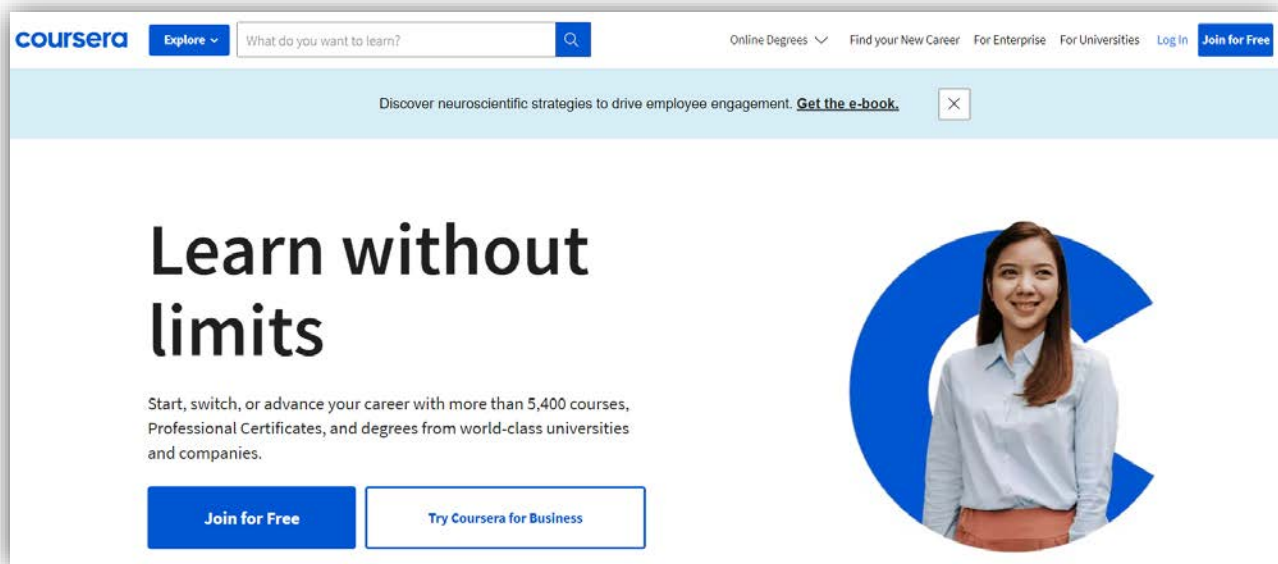 coursera Explore What do you want to learn? Online Degrees Find your New Career For Enterprise For Universities Log In Join for Free
Discover neuroscientific strategies to drive employee engagement. Get the e-book.
Learn without
limits
Start, switch, or advance your career with more than 5,400 courses,
Professional Certificates, and degrees from world-class universities
and companies.
Join for Free Try Coursera for Business